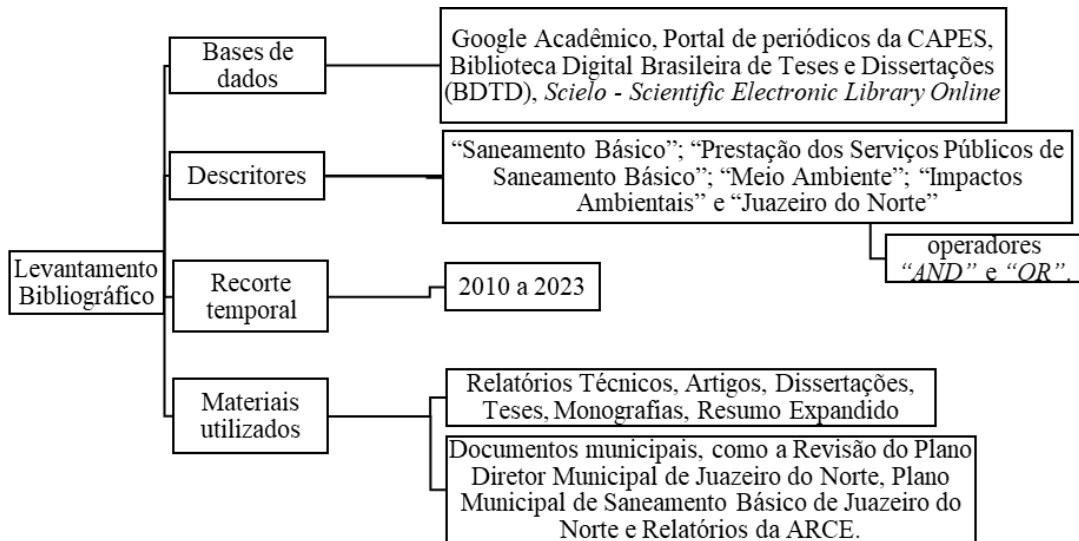 Bases de
dados
Google Acadêmico, Portal de periódicos da CAPES,
Biblioteca Digital Brasileira de Teses e Dissertações
(BDTD), Scielo - Scientific Electronic Library Online
Descritores
“Saneamento Básico”; “Prestação dos Serviços Públicos de
Saneamento Básico”; “Meio Ambiente”; “Impactos
Ambientais” e “Juazeiro do Norte”
operadores
“AND” e “OR”.
Levantamento
Bibliográfico
Recorte
temporal
2010 a 2023
Materiais
utilizados
Relatórios Técnicos, Artigos, Dissertações,
Teses, Monografias, Resumo Expandido
Documentos municipais, como a Revisão do Plano
Diretor Municipal de Juazeiro do Norte, Plano
Municipal de Saneamento Básico de Juazeiro do
Norte e Relatórios da ARCE.